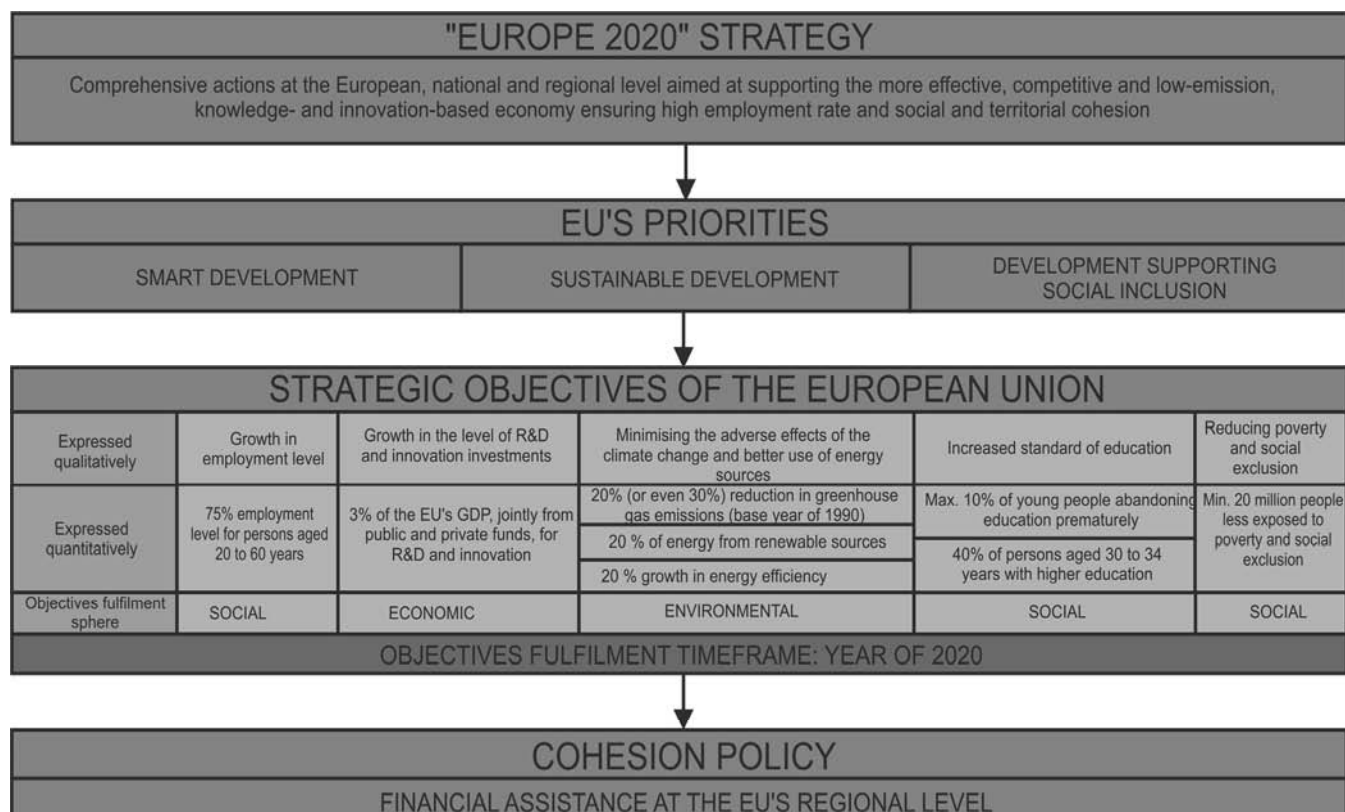 "EUROPE 2020" STRATEGY
Comprehensive actions at the European, national and regional level aimed at supporting the more effective, competitive and low-emission,
knowledge- and innovation-based economy ensuring high employment rate and social and territorial cohesion
EU'S PRIORITIES
SMART DEVELOPMENT
SUSTAINABLE DEVELOPMENT
DEVELOPMENT SUPPORTING
SOCIAL INCLUSION
STRATEGIC OBJECTIVES OF THE EUROPEAN UNION
Expressed
qualitatively
Growth in
employment level
Growth in the level of R&D
and innovation investments
Minimising the adverse effects of the
climate change and better use of energy
sources
Increased standard of education
Reducing poverty
and social
exclusion
Expressed
quantitatively
75% employment
level for persons aged
20 to 60 years
3% of the EU's GDP, jointly from
public and private funds, for
R&D and innovation
20% (or even 30%) reduction in greenhouse
gas emissions (base year of 1990)
20 % of energy from renewable sources
20 % growth in energy efficiency
Max. 10% of young people abandoning
education prematurely
40% of persons aged 30 to 34
years with higher education
Min. 20 million people
less exposed to
poverty and social
exclusion
Objectives fulfilment
sphere
SOCIAL
ECONOMIC
ENVIRONMENTAL
SOCIAL
SOCIAL
OBJECTIVES FULFILMENT TIMEFRAME: YEAR OF 2020
COHESION POLICY
FINANCIAL ASSISTANCE AT THE EU'S REGIONAL LEVEL